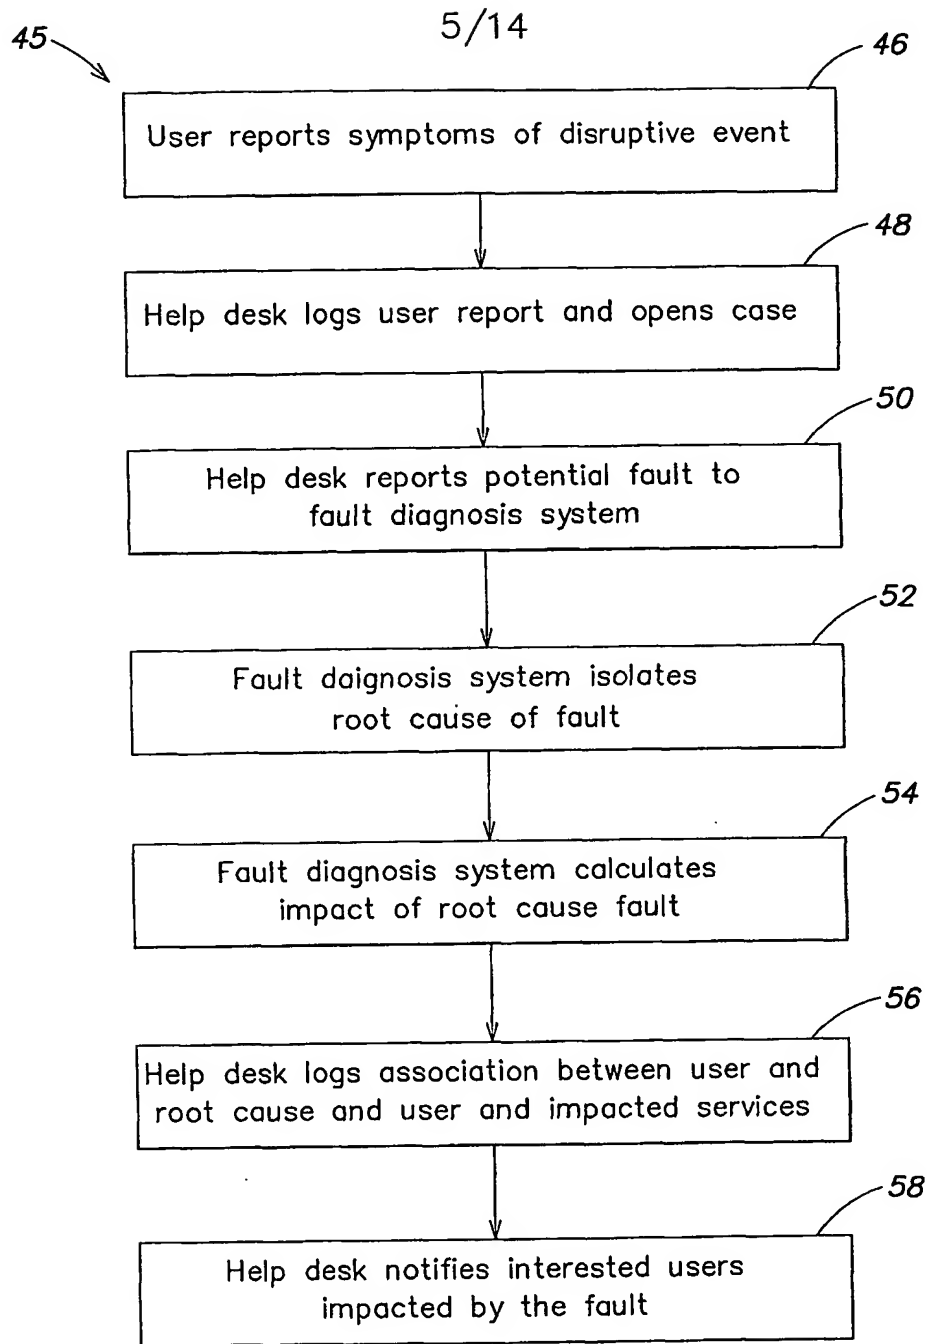 5/14
45
46
User reports symptoms of disruptive event
48
Help desk logs user report and opens case
50
Help desk reports potential fault to
fault diagnosis system
52
Fault daignosis system isolates
root cause of fault
54
Fault diagnosis system calculates
impact of root cause fault
56
Help desk logs association between user and
root cause and user and impacted services
58
Help desk notifies interested users
impacted by the fault